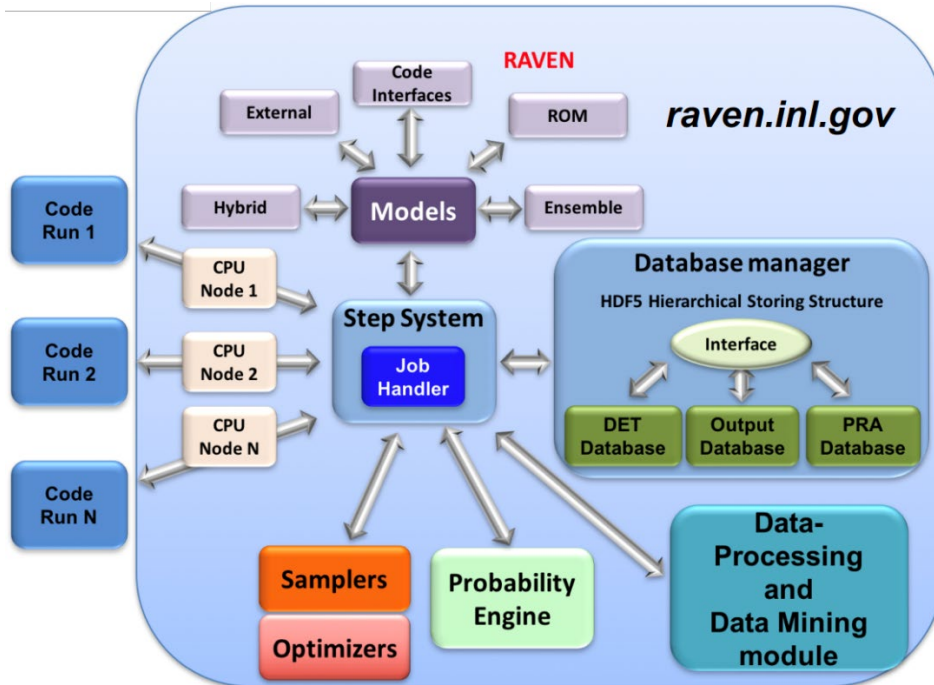 RAVEN
raven.inl.gov
Code
Interfaces
External
ROM
Hybrid
Models
Ensemble
Code
Run 1
CPU
Node 1
Code
Run 2
CPU
Node 2
Code
Run N
CPU
Node N
Step System
Job
Handler
Database manager
HDF5 Hierarchical Storing Structure
Interface
DET
Database
Output
Database
PRA
Database
Samplers
Optimizers
Probability
Engine
Data-
Processing
and
Data Mining
module